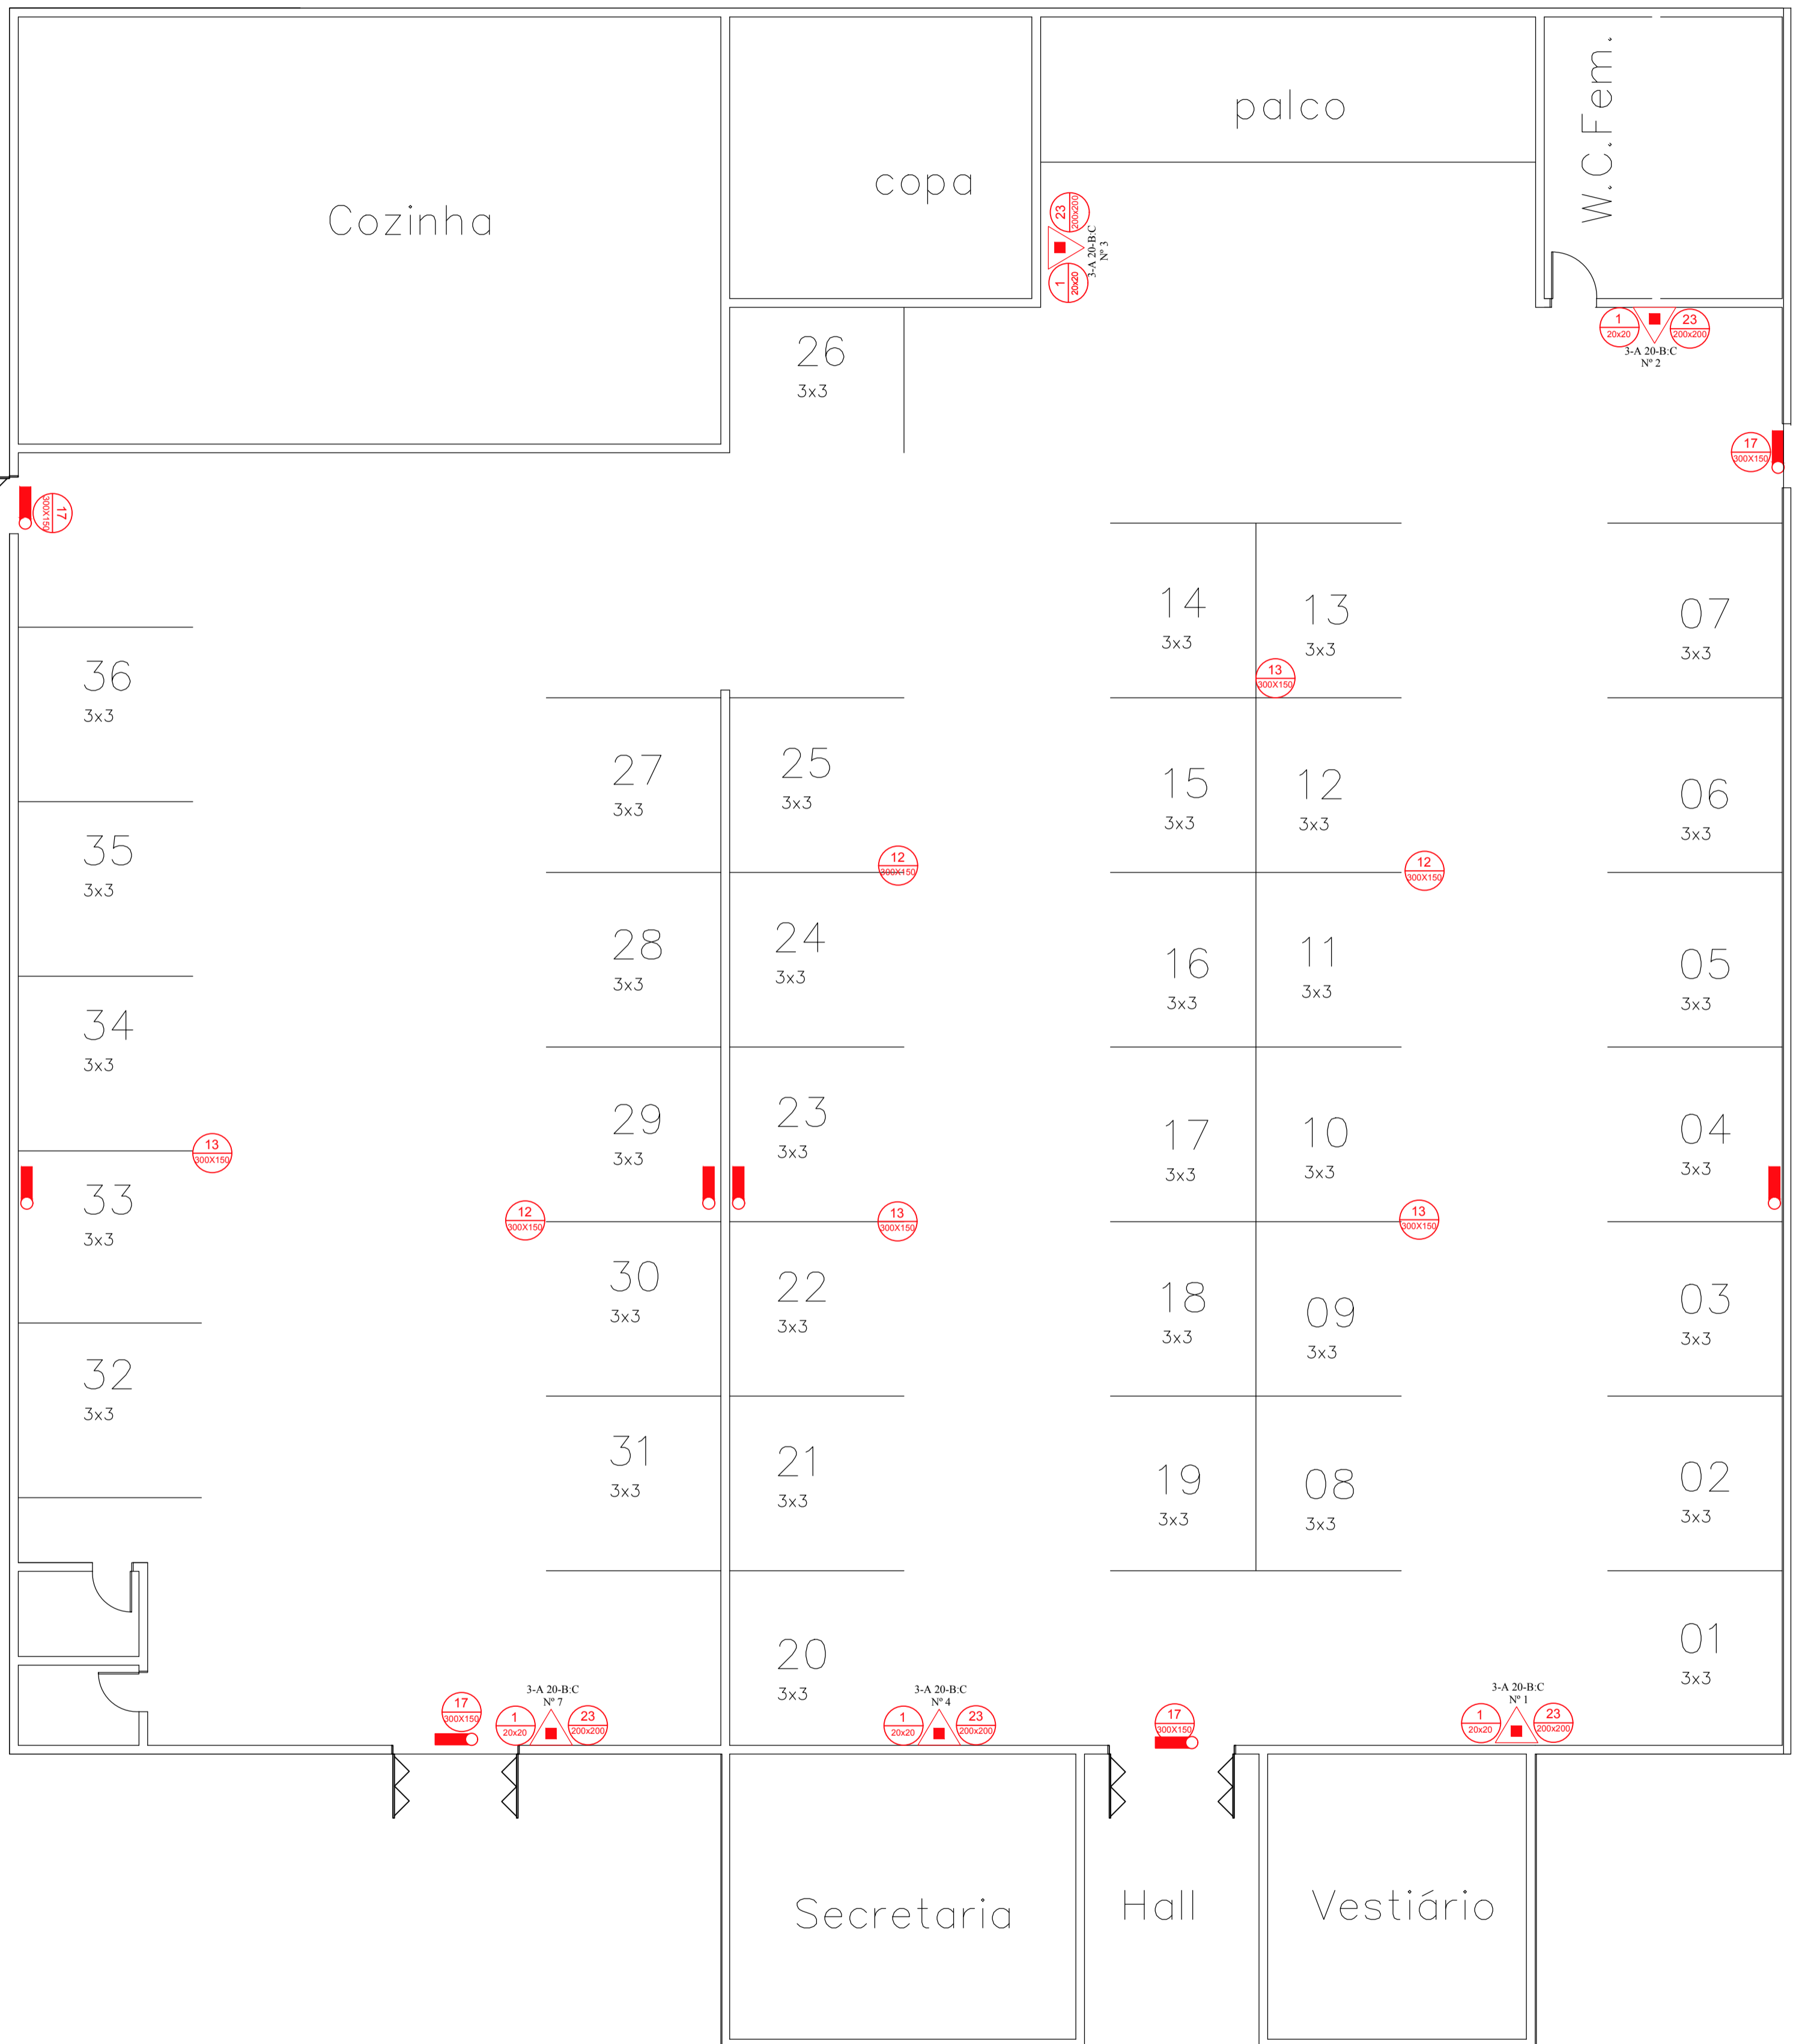 Cozinha
copa
palco
W.C.Fem.
23
200x200
3-A 20-B:C
Nº 3
1
20x20
1
20x20
23
200x200
3-A 20-B:C
Nº 2
26
3x3
17
300X150
17
300X150
14
3x3
13
3x3
07
3x3
13
300X150
36
3x3
27
3x3
25
3x3
15
3x3
12
3x3
06
3x3
35
3x3
12
300X150
12
300X150
28
3x3
24
3x3
16
3x3
11
3x3
05
3x3
34
3x3
29
3x3
23
3x3
17
3x3
10
3x3
04
3x3
13
300X150
33
3x3
12
300X150
13
300X150
13
300X150
30
3x3
22
3x3
18
3x3
09
3x3
03
3x3
32
3x3
31
3x3
21
3x3
19
3x3
08
3x3
02
3x3
20
3x3
01
3x3
17
300X150
3-A 20-B:C
Nº 7
1
20x20
23
200x200
3-A 20-B:C
Nº 4
1
20x20
23
200x200
17
300X150
3-A 20-B:C
Nº 1
1
20x20
23
200x200
Secretaria
Hall
Vestiário